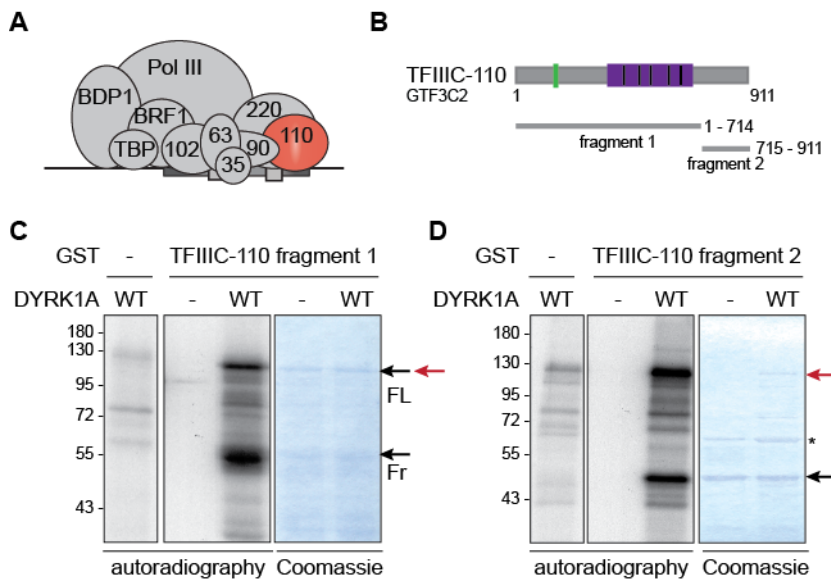 A
Pol III
BDP1
BRF1
TBP
102
63
35
90
220
110
B
TFIIIC-110
GTF3C2
1
911
fragment 1
1 - 714
fragment 2
715 - 911
C
GST - TFIIIC-110 fragment 1
DYRK1A WT - WT - WT
180 -
130 -
95 -
72 -
55 -
43 -
FL
Fr
autoradiography Coomassie
D
- TFIIIC-110 fragment 2
WT - WT - WT
180 -
130 -
95 -
72 -
55 -
43 -
*
autoradiography Coomassie